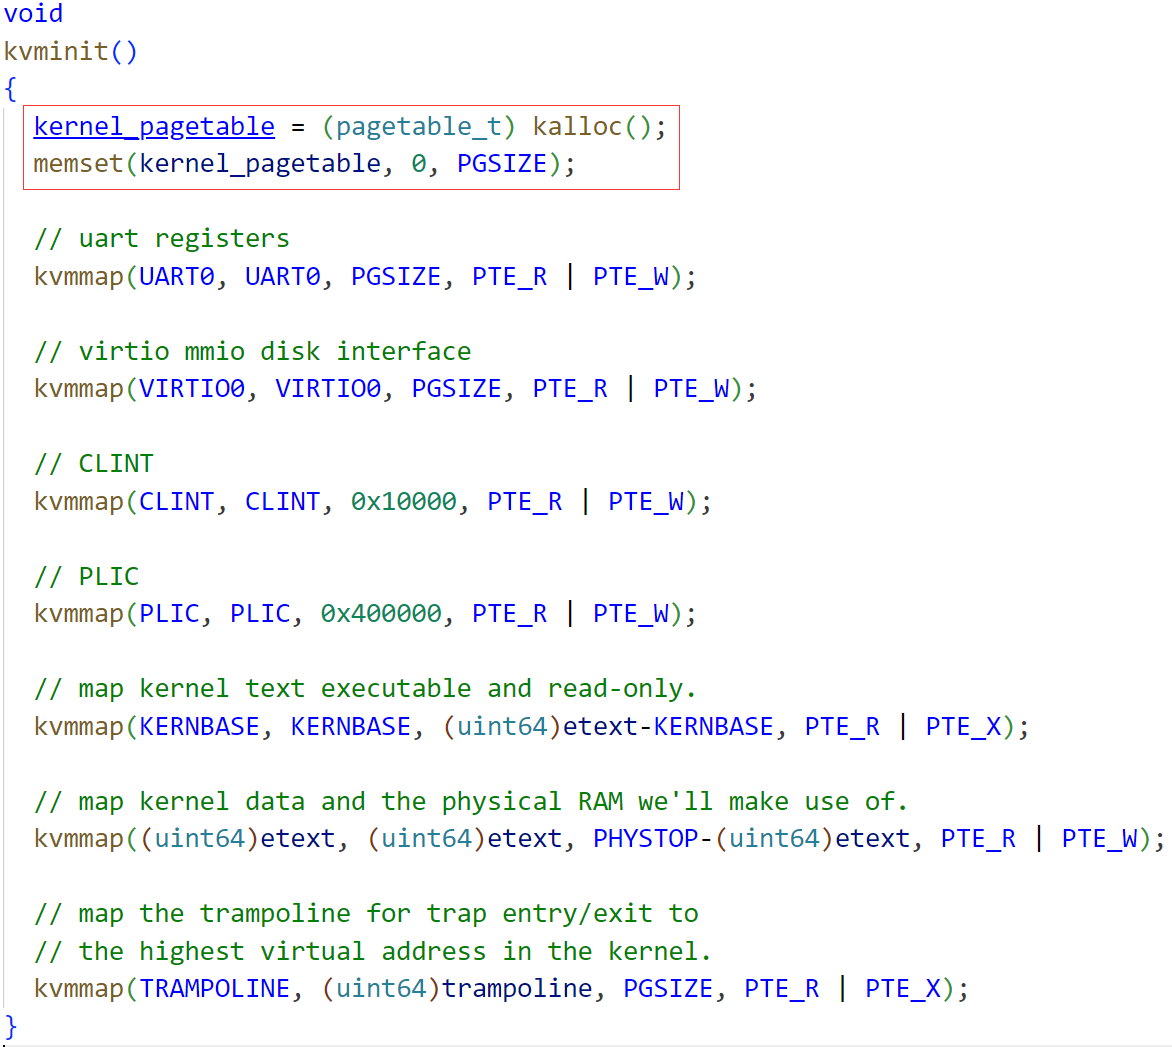 void
kvminit()
{
kernel_pagetable = (pagetable_t) kalloc();
memset(kernel_pagetable, 0, PGSIZE);
// uart registers
kvmmap(UART0, UART0, PGSIZE, PTE_R | PTE_W);
// virtio mmio disk interface
kvmmap(VIRTIO0, VIRTIO0, PGSIZE, PTE_R | PTE_W);
// CLINT
kvmmap(CLINT, CLINT, 0x10000, PTE_R | PTE_W);
// PLIC
kvmmap(PLIC, PLIC, 0x400000, PTE_R | PTE_W);
// map kernel text executable and read-only.
kvmmap(KERNBASE, KERNBASE, (uint64)etext-KERNBASE, PTE_R | PTE_X);
// map kernel data and the physical RAM we'll make use of.
kvmmap((uint64)etext, (uint64)etext, PHYSTOP-(uint64)etext, PTE_R | PTE_W);
// map the trampoline for trap entry/exit to
// the highest virtual address in the kernel.
kvmmap(TRAMPOLINE, (uint64)trampoline, PGSIZE, PTE_R | PTE_X);
}